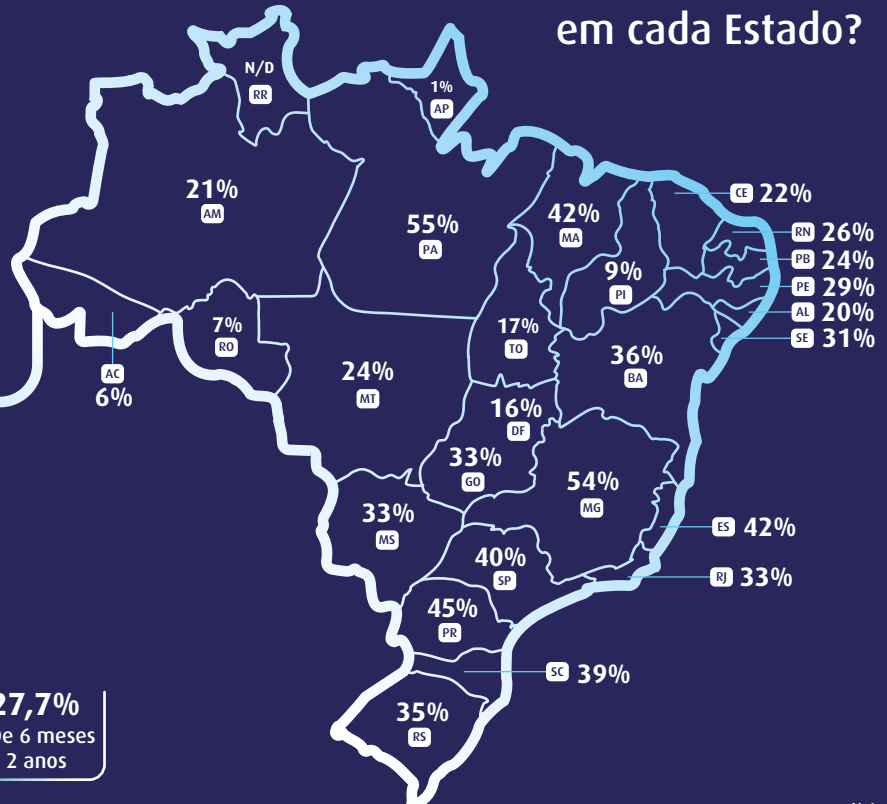 em cada Estado?
N/D
RR
1%
AP
21%
AM
55%
PA
42%
MA
CE 22%
RN 26%
PB 24%
PE 29%
AL 20%
SE 31%
9%
PI
7%
RO
17%
TO
36%
BA
AC
6%
24%
MT
16%
DF
33%
GO
54%
MG
33%
MS
ES 42%
40%
SP
RJ 33%
45%
PR
SC 39%
35%
RS
27,7%
De 6 meses
2 anos